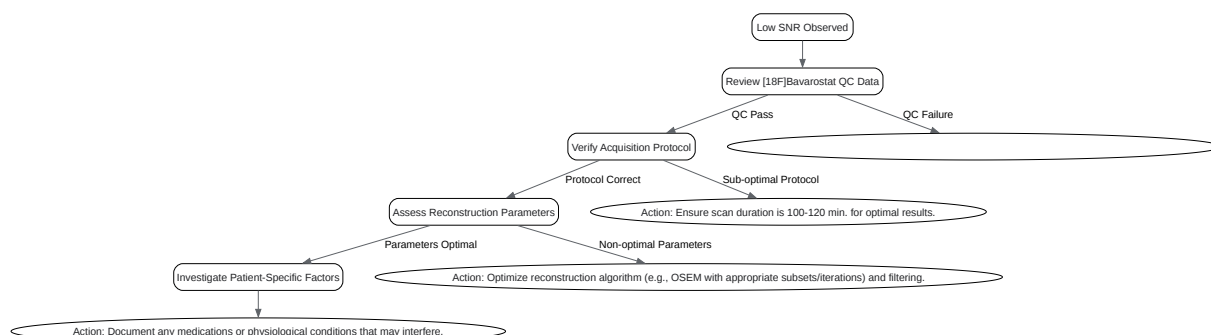 Low SNR Observed
Review [18F]Bavarostat QC Data
QC Pass
QC Failure
Verify Acquisition Protocol
Protocol Correct
Sub-optimal Protocol
Assess Reconstruction Parameters
Action: Ensure scan duration is 100-120 min. for optimal results.
Parameters Optimal
Non-optimal Parameters
Investigate Patient-Specific Factors
Action: Optimize reconstruction algorithm (e.g., OSEM with appropriate subsets/iterations) and filtering.
Action: Document any medications or physiological conditions that may interfere.